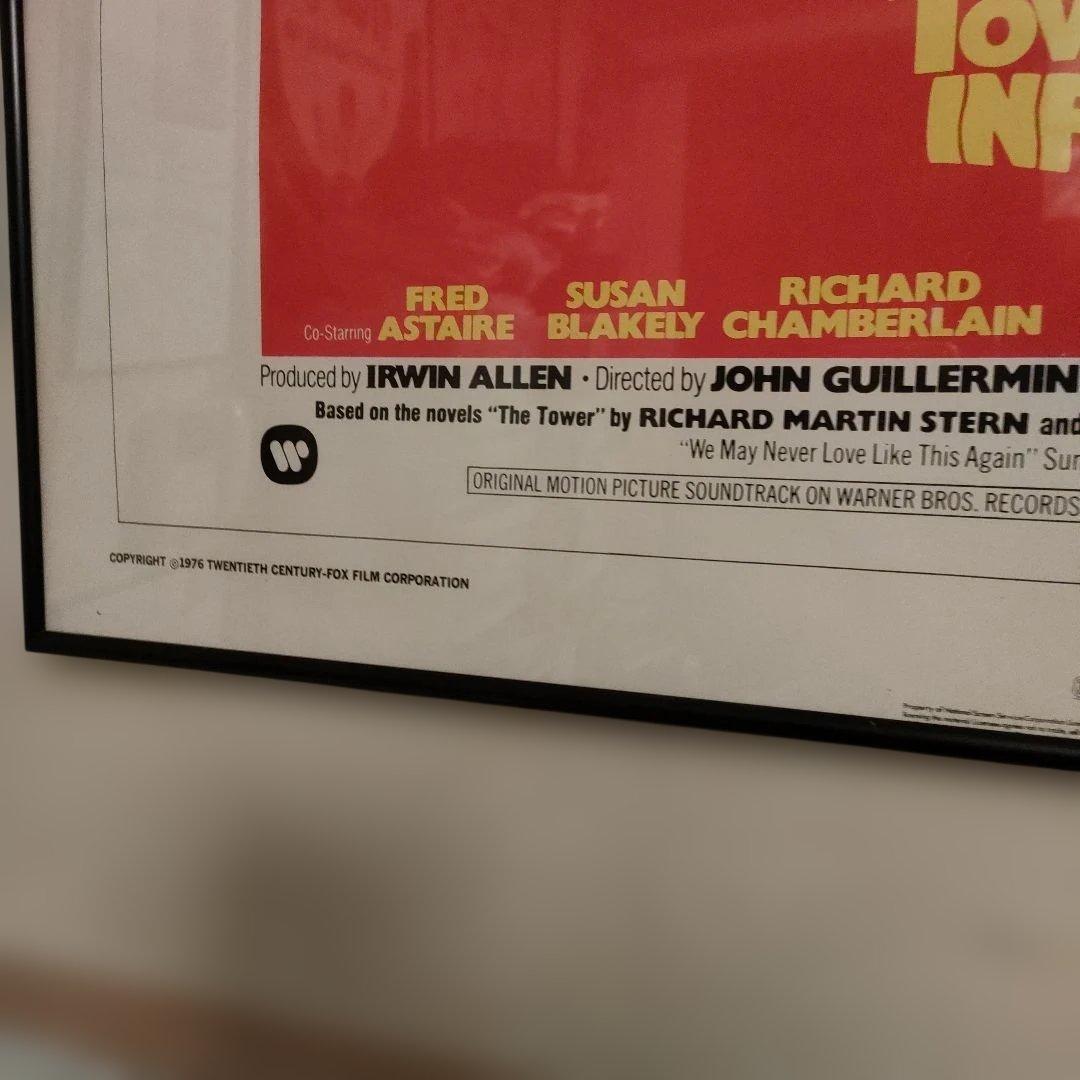 TOW
INF
Co-Starring FRED ASTAIRE SUSAN BLAKELY RICHARD CHAMBERLAIN
Produced by IRWIN ALLEN · Directed by JOHN GUILLERMIN
Based on the novels "The Tower" by RICHARD MARTIN STERN and
"We May Never Love Like This Again" Sun
ORIGINAL MOTION PICTURE SOUNDTRACK ON WARNER BROS. RECORDS
COPYRIGHT ©1976 TWENTIETH CENTURY-FOX FILM CORPORATION